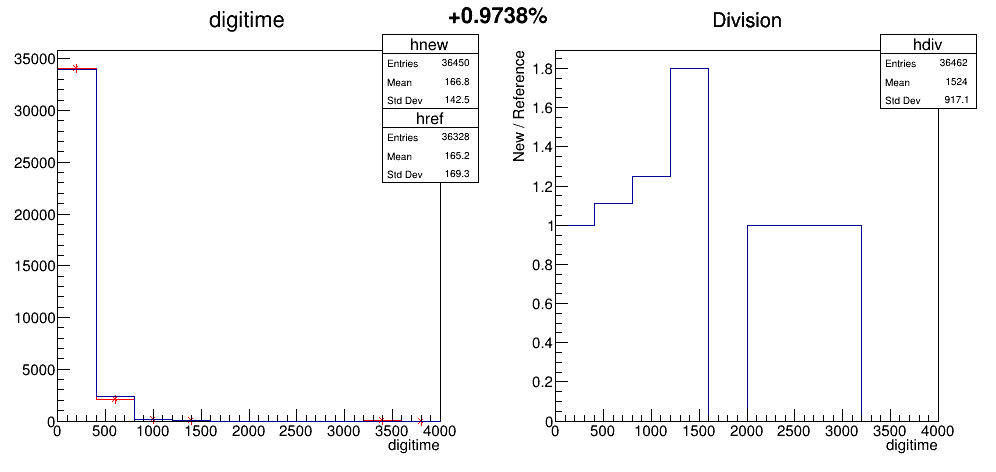 +0.9738%
digitime
hnew
Entries 36450
Mean 166.8
Std Dev 142.5
href
Entries 36328
Mean 165.2
Std Dev 169.3
35000
30000
25000
20000
15000
10000
5000
0
0 500 1000 1500 2000 2500 3000 3500 4000
digitime
Division
hdiv
Entries 36462
Mean 1524
Std Dev 917.1
New / Reference
1.8
1.6
1.4
1.2
1
0.8
0.6
0.4
0.2
0
0 500 1000 1500 2000 2500 3000 3500 4000
digitime